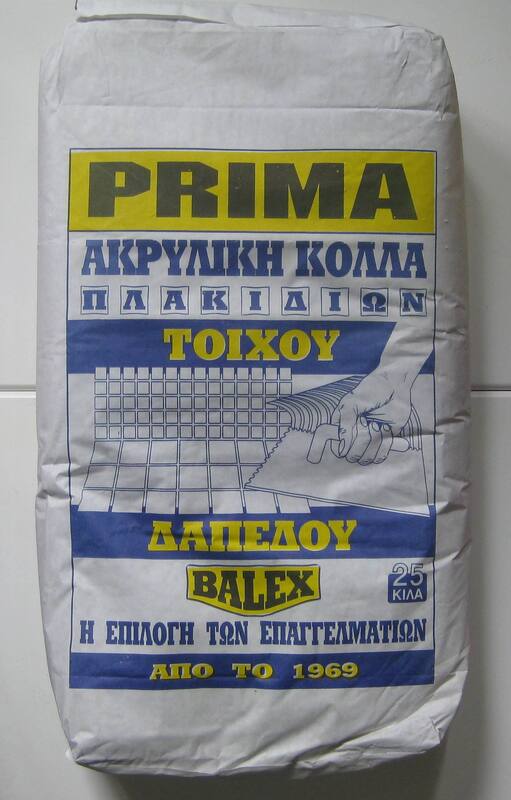 PRIMA
ΑΚΡΥΛΙΚΗ ΚΟΛΛΑ
ΠΛΑΚΙΔΙΩΝ
ΤΟΙΧΟΥ
ΔΑΠΕΔΟΥ
BALEX
25
ΚΙΛΑ
Η ΕΠΙΛΟΓΗ ΤΩΝ ΕΠΑΓΓΕΛΜΑΤΙΩΝ
ΑΠΟ ΤΟ 1969